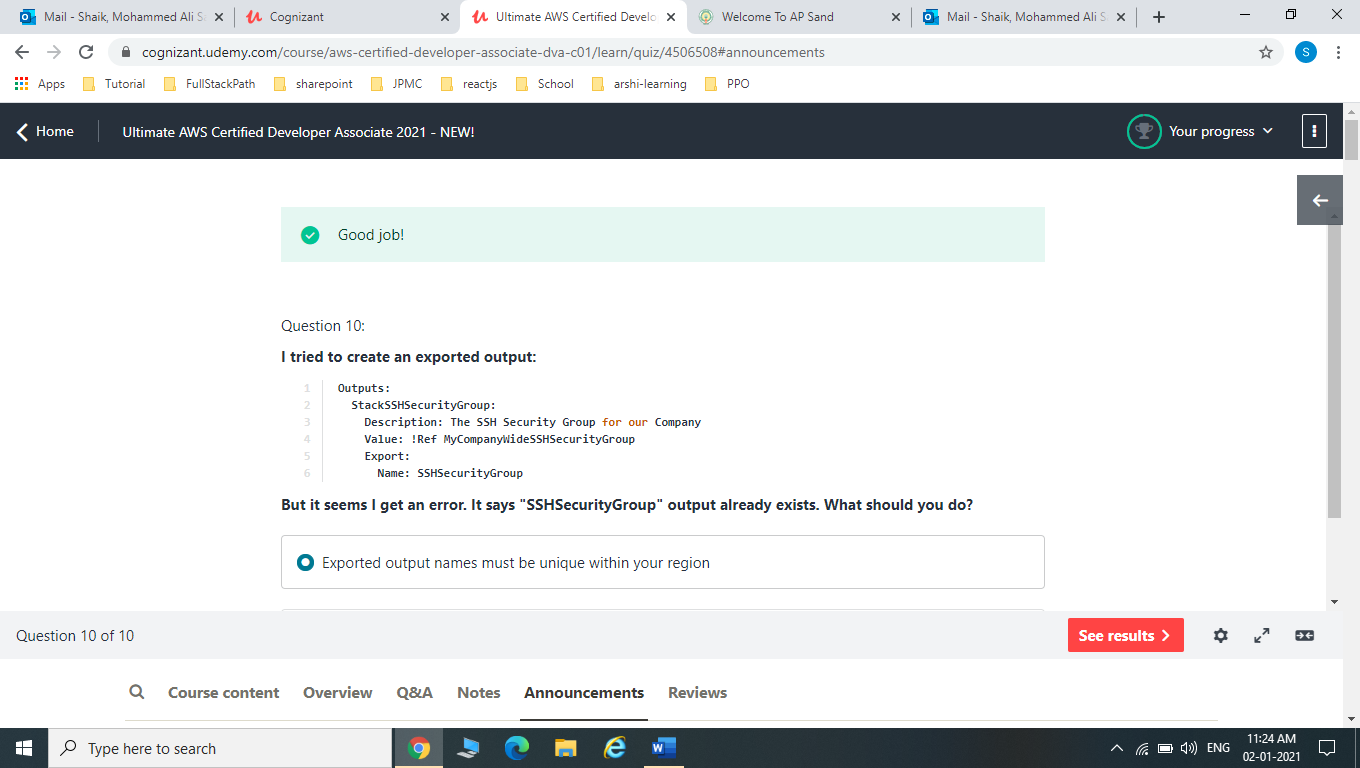 Mail - Shaik, Mohammed Ali S
Cognizant
Ultimate AWS Certified Develo
Welcome To AP Sand
Mail - Shaik, Mohammed Ali S
cognizant.udemy.com/course/aws-certified-developer-associate-dva-c01/learn/quiz/4506508#announcements
S
Apps Tutorial FullStackPath sharepoint JPMC reactjs School arshi-learning PPO
Home Ultimate AWS Certified Developer Associate 2021 - NEW! Your progress
Good job!
Question 10:
I tried to create an exported output:
1 Outputs:
2 StackSSHSecurityGroup:
3 Description: The SSH Security Group for our Company
4 Value: !Ref MyCompanyWideSSHSecurityGroup
5 Export:
6 Name: SSHSecurityGroup
But it seems I get an error. It says "SSHSecurityGroup" output already exists. What should you do?
Exported output names must be unique within your region
Question 10 of 10 See results
Course content Overview Q&A Notes Announcements Reviews
Type here to search
ENG
11:24 AM
02-01-2021